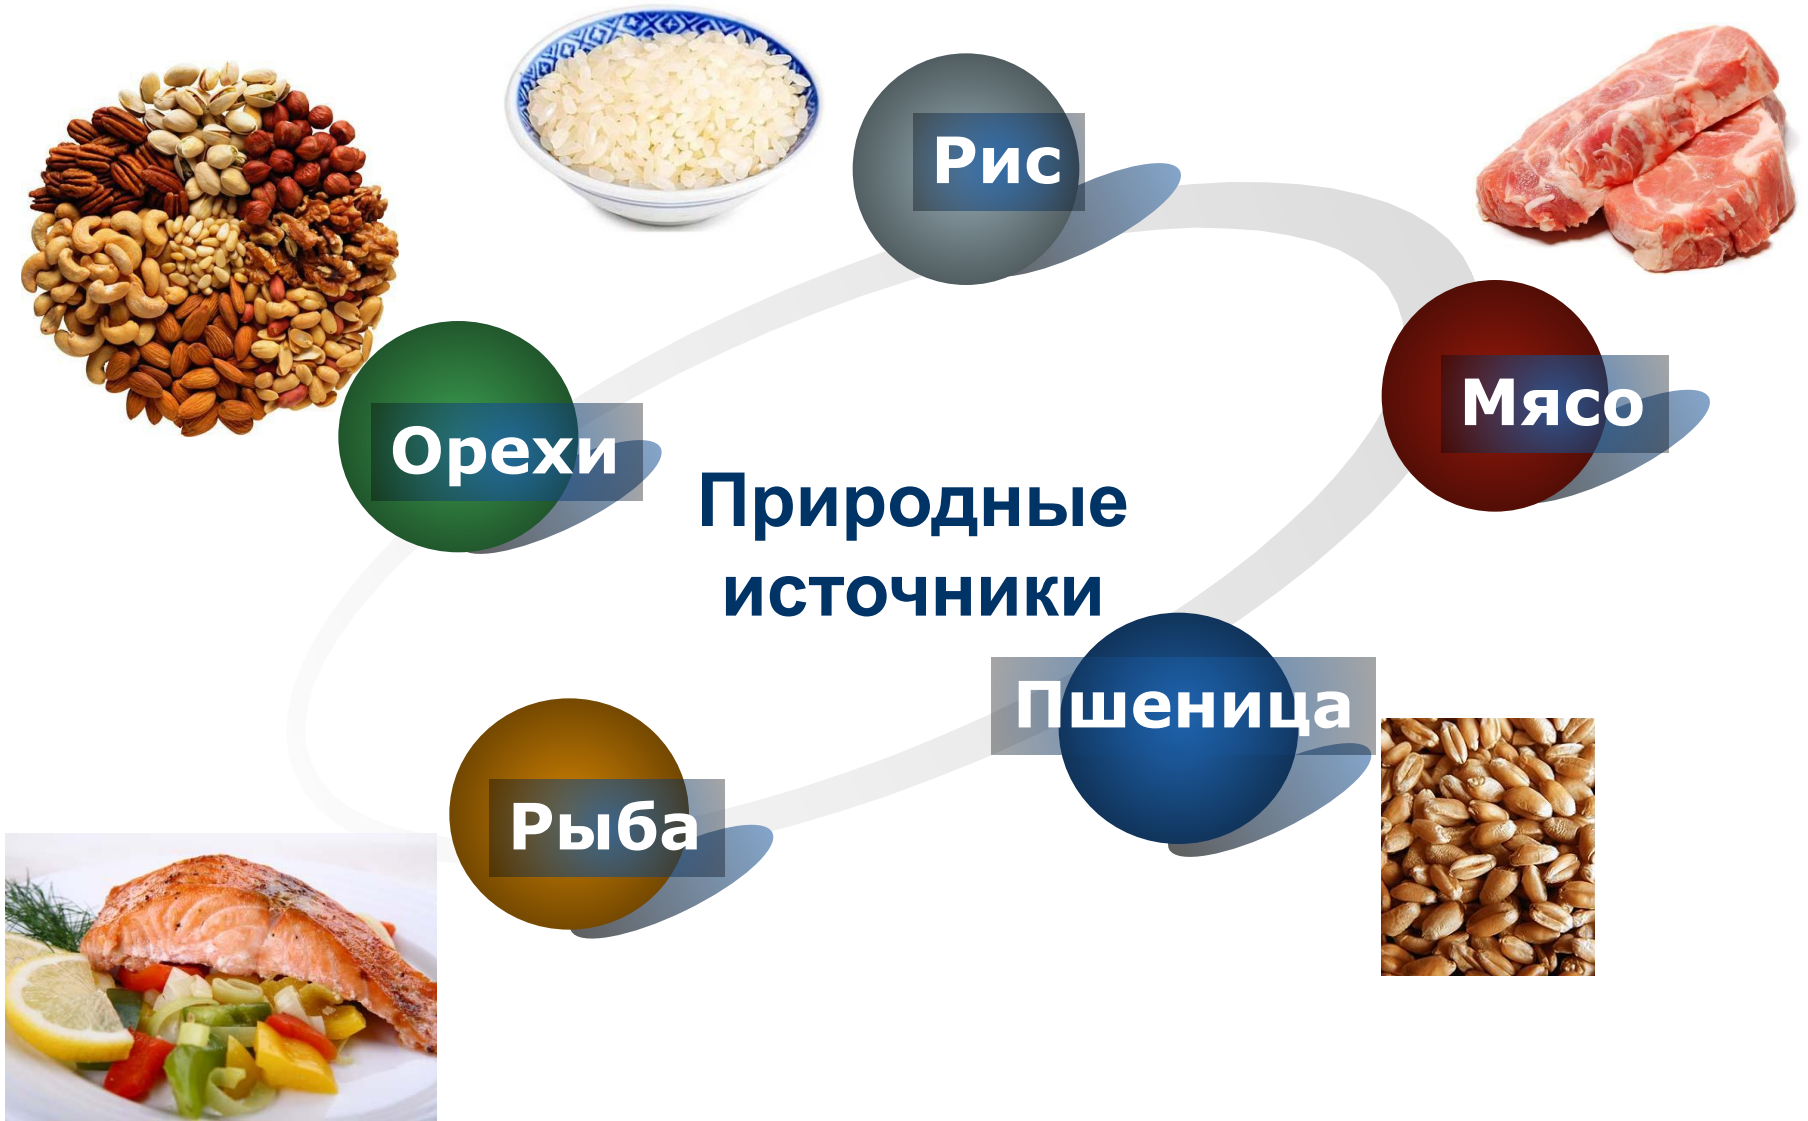 Рис
Мясо
Орехи
Природные
источники
Пшеница
Рыба